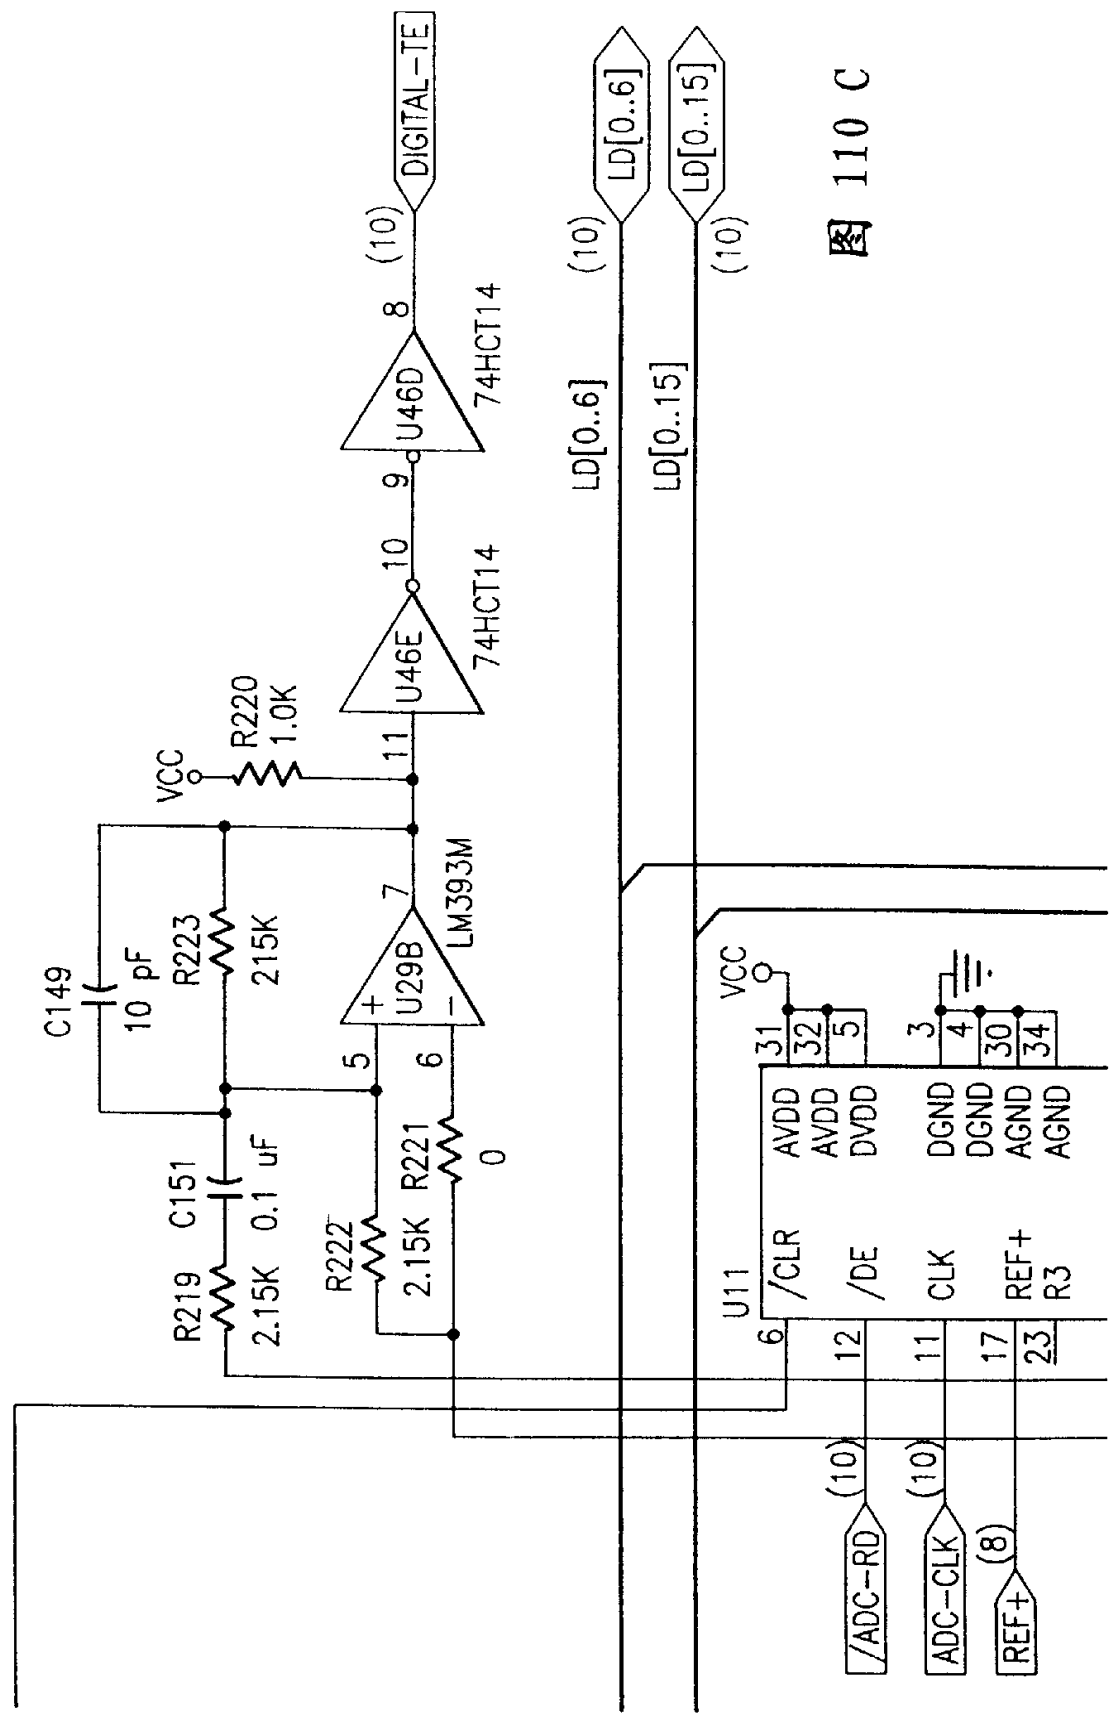 C149
10 pF
R223
215K
VCC
R220
1.0K
R219
2.15K
C151
0.1 uF
R222
2.15K
R221
0
5
6
+
−
U29B
7
LM393M
11
U46E
74HCT14
10
9
U46D
74HCT14
8
(10)
DIGITAL−TE
LD[0..6]
(10)
LD[0..6]
LD[0..15]
(10)
LD[0..15]
U11
VCC
6
/CLR
AVDD
31
AVDD
32
/ADC−RD
(10)
12
/DE
DVDD
5
ADC−CLK
(10)
11
CLK
DGND
3
DGND
4
REF+
(8)
17
REF+
AGND
30
23
R3
AGND
34
图 110 C